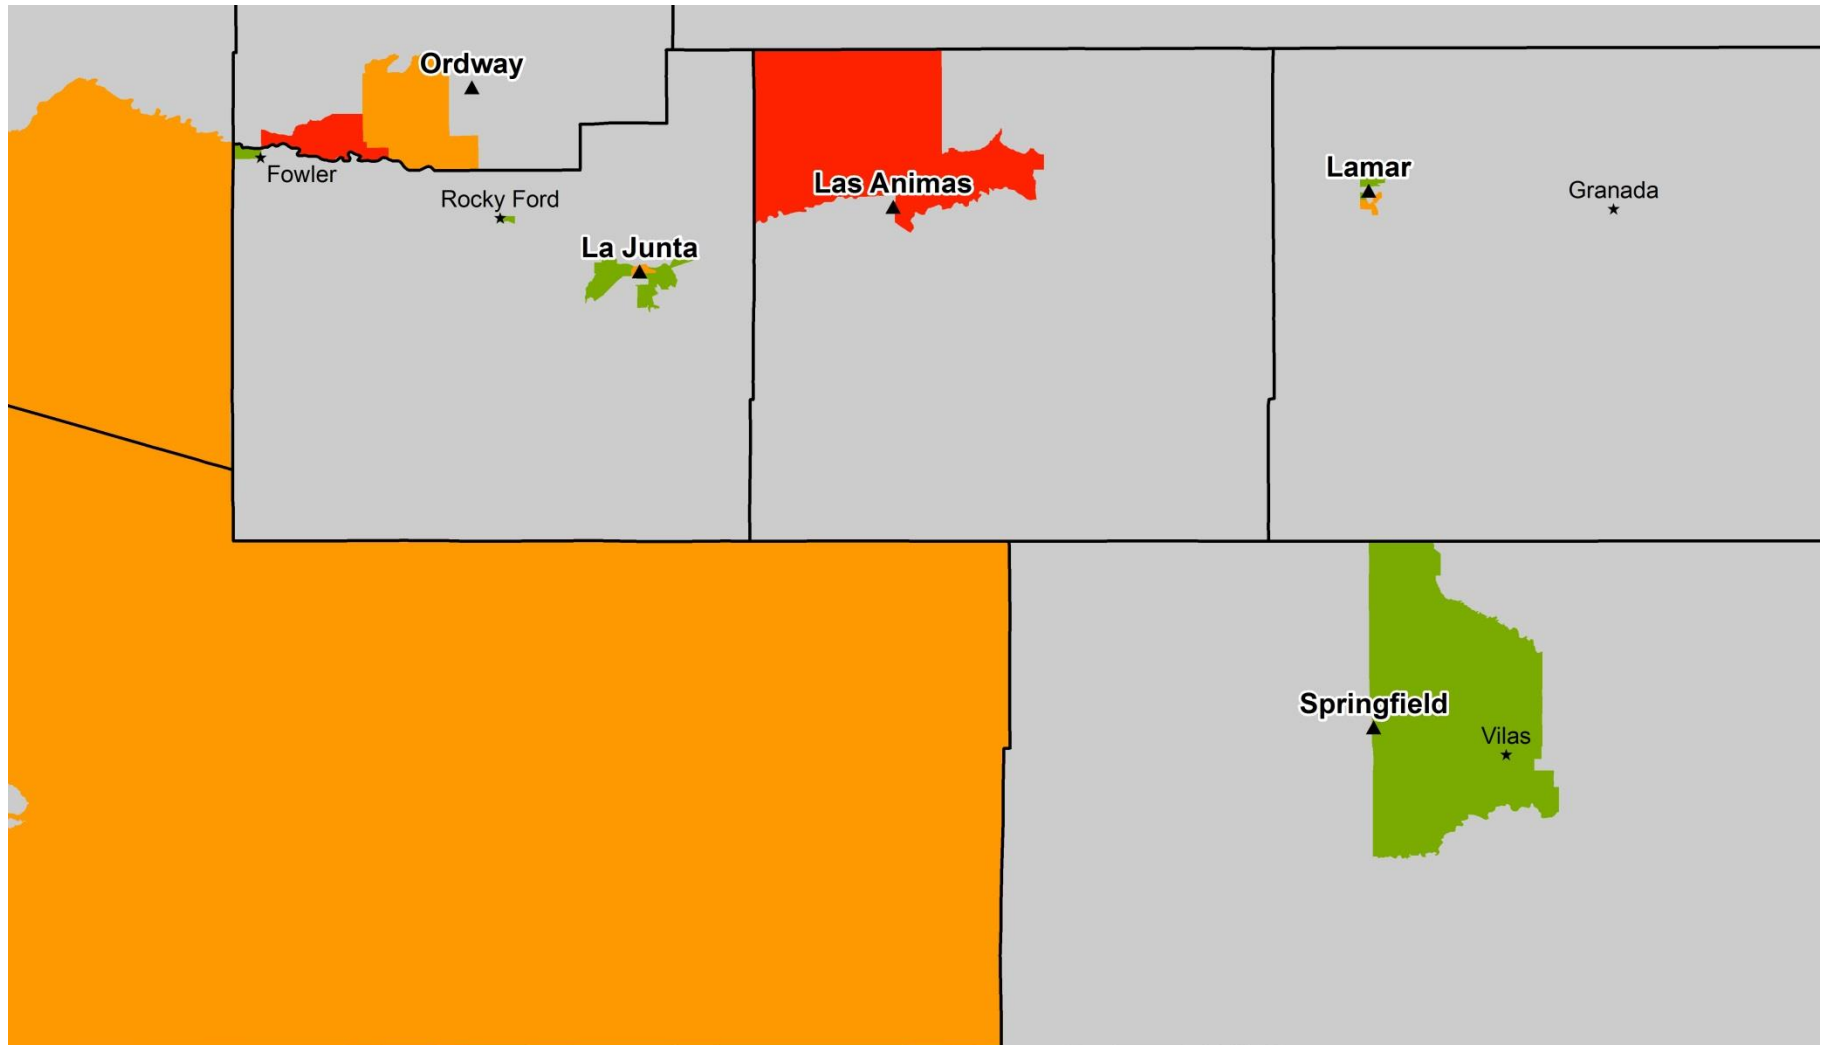 Ordway
Fowler
Rocky Ford
La Junta
Las Animas
Lamar
Granada
Springfield
Vilas